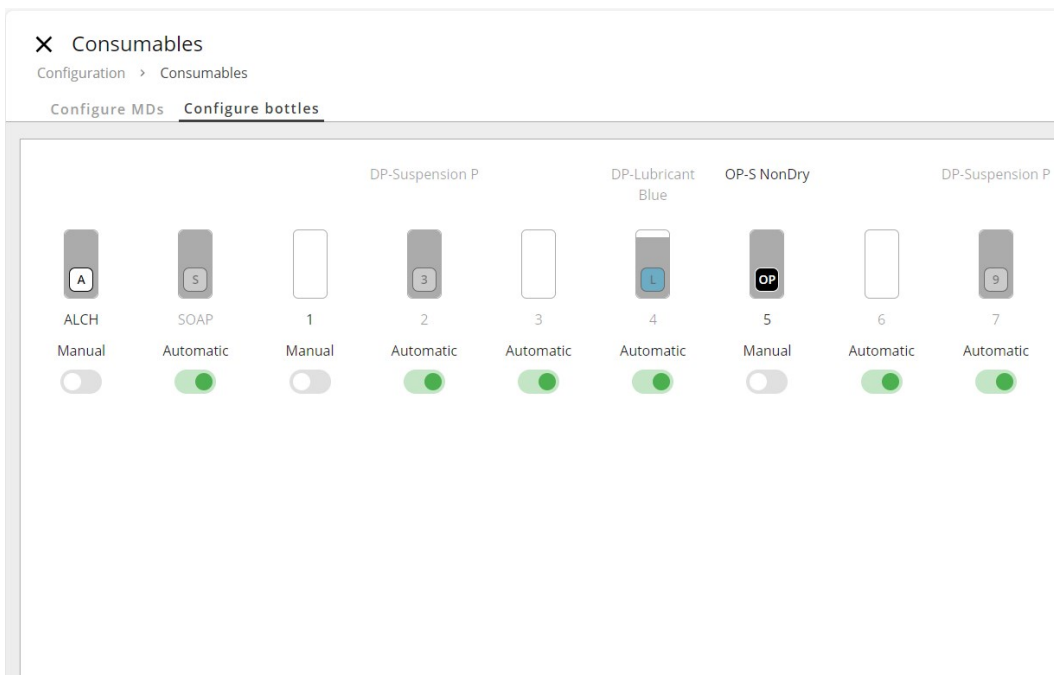 Consumables
Configuration > Consumables
Configure MDs Configure bottles
DP-Suspension P DP-Lubricant Blue OP-S NonDry DP-Suspension P
A S 3 L OP 9
ALCH SOAP 1 2 3 4 5 6 7
Manual Automatic Manual Automatic Automatic Automatic Manual Automatic Automatic